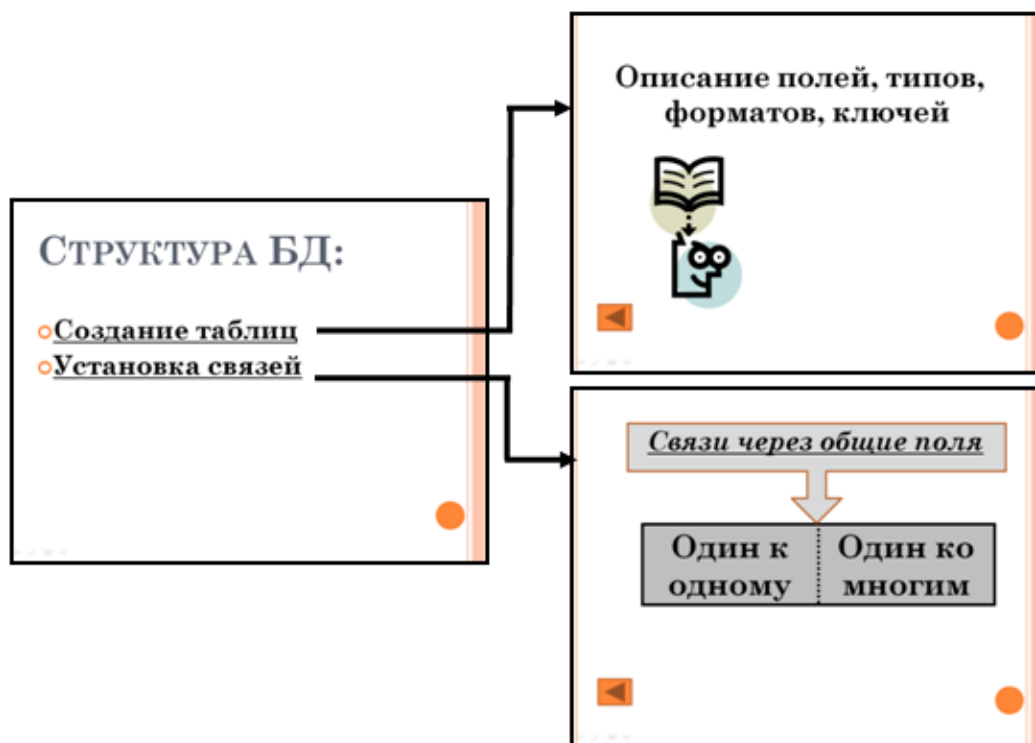 Описание полей, типов,
форматов, ключей
СТРУКТУРА БД:
Создание таблиц
Установка связей
Связи через общие поля
Один к
одному
Один ко
многим